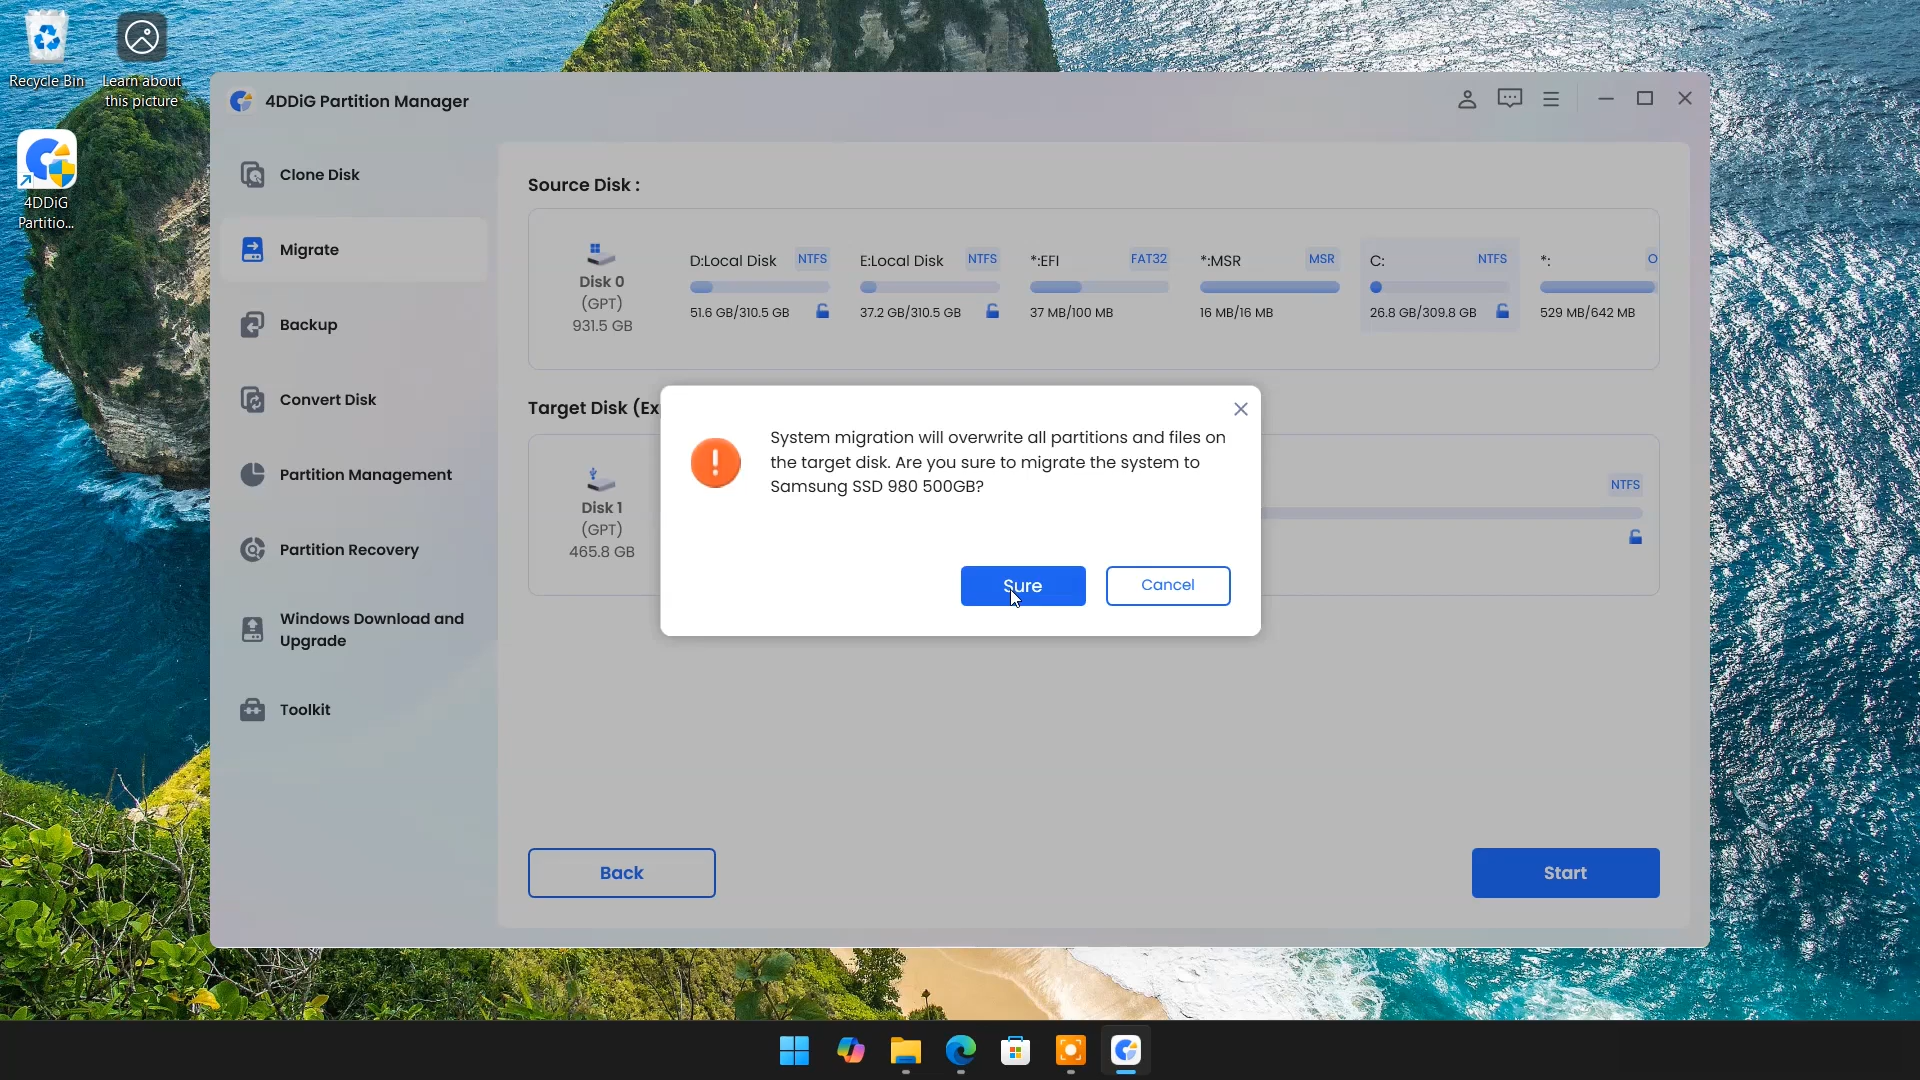 Recycle Bin
Learn about
this picture
4DDiG
Partitio...
4DDiG Partition Manager
Clone Disk
Migrate
Backup
Convert Disk
Partition Management
Partition Recovery
Windows Download and
Upgrade
Toolkit
Source Disk :
Disk 0
(GPT)
931.5 GB
D:Local Disk NTFS
51.6 GB/310.5 GB
E:Local Disk NTFS
37.2 GB/310.5 GB
*:EFI FAT32
37 MB/100 MB
*:MSR MSR
16 MB/16 MB
C: NTFS
26.8 GB/309.8 GB
*: O
529 MB/642 MB
Target Disk (Ex
Disk 1
(GPT)
465.8 GB
NTFS
System migration will overwrite all partitions and files on
the target disk. Are you sure to migrate the system to
Samsung SSD 980 500GB?
Sure
Cancel
Back
Start